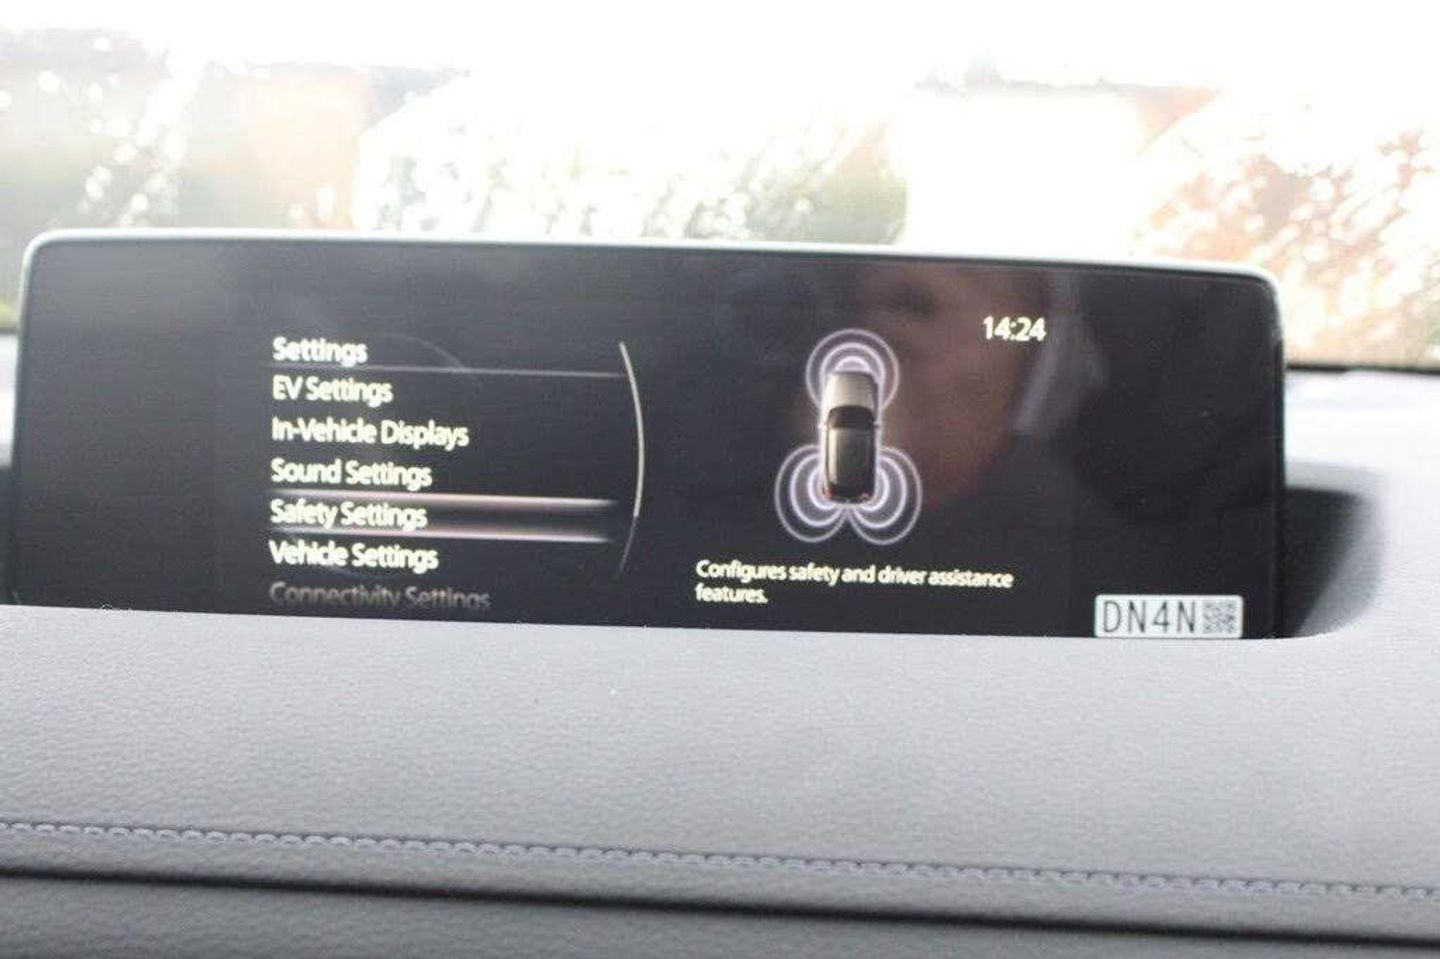 Settings
EV Settings
In-Vehicle Displays
Sound Settings
Safety Settings
Vehicle Settings
Connectivity Settings
14:24
Configures safety and driver assistance
features.
DN4N